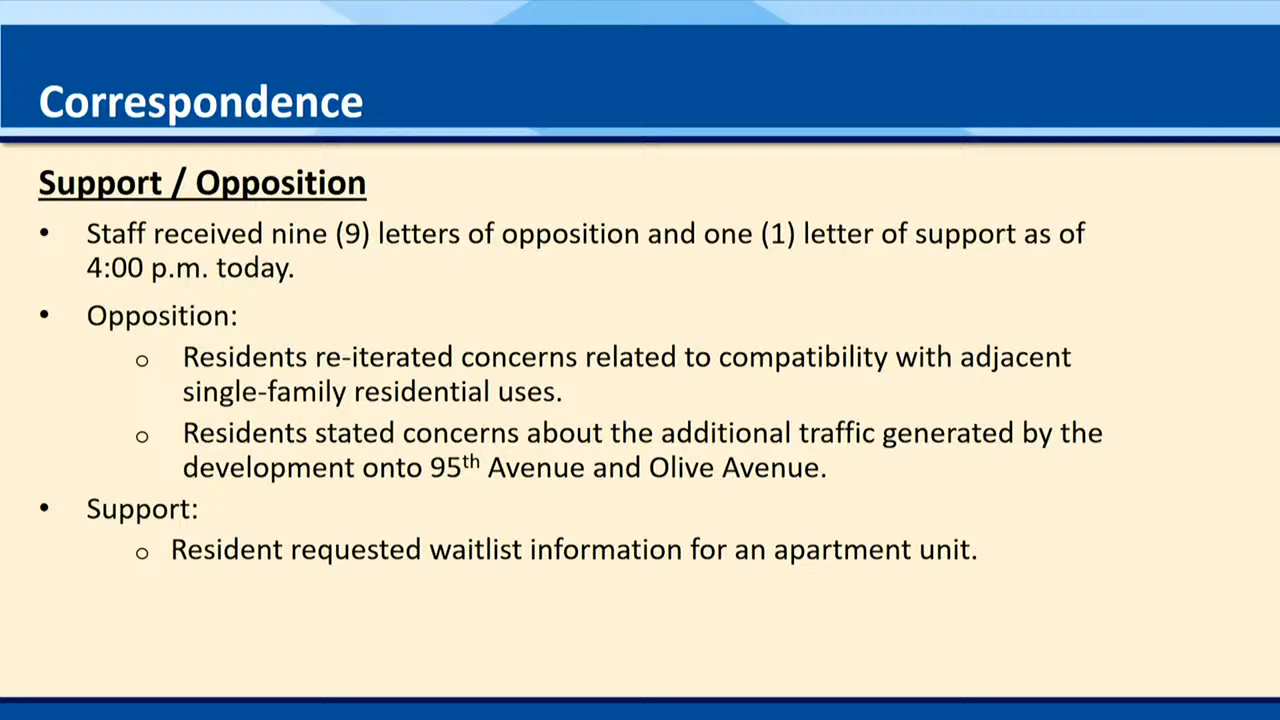 Correspondence
Support / Opposition
• Staff received nine (9) letters of opposition and one (1) letter of support as of
4:00 p.m. today.
• Opposition:
o Residents re-iterated concerns related to compatibility with adjacent
single-family residential uses.
o Residents stated concerns about the additional traffic generated by the
development onto 95th Avenue and Olive Avenue.
• Support:
o Resident requested waitlist information for an apartment unit.